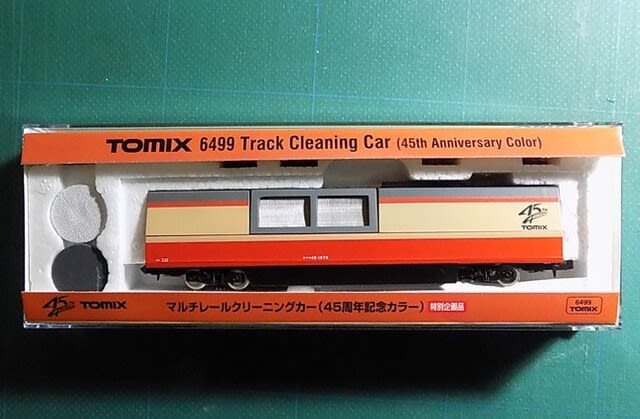 TOMIX 6499 Track Cleaning Car (45th Anniversary Color)
45th
TOMIX
45th TOMIX マルチレールクリーニングカー(45周年記念カラー) 特別企画品
6499
TOMIX